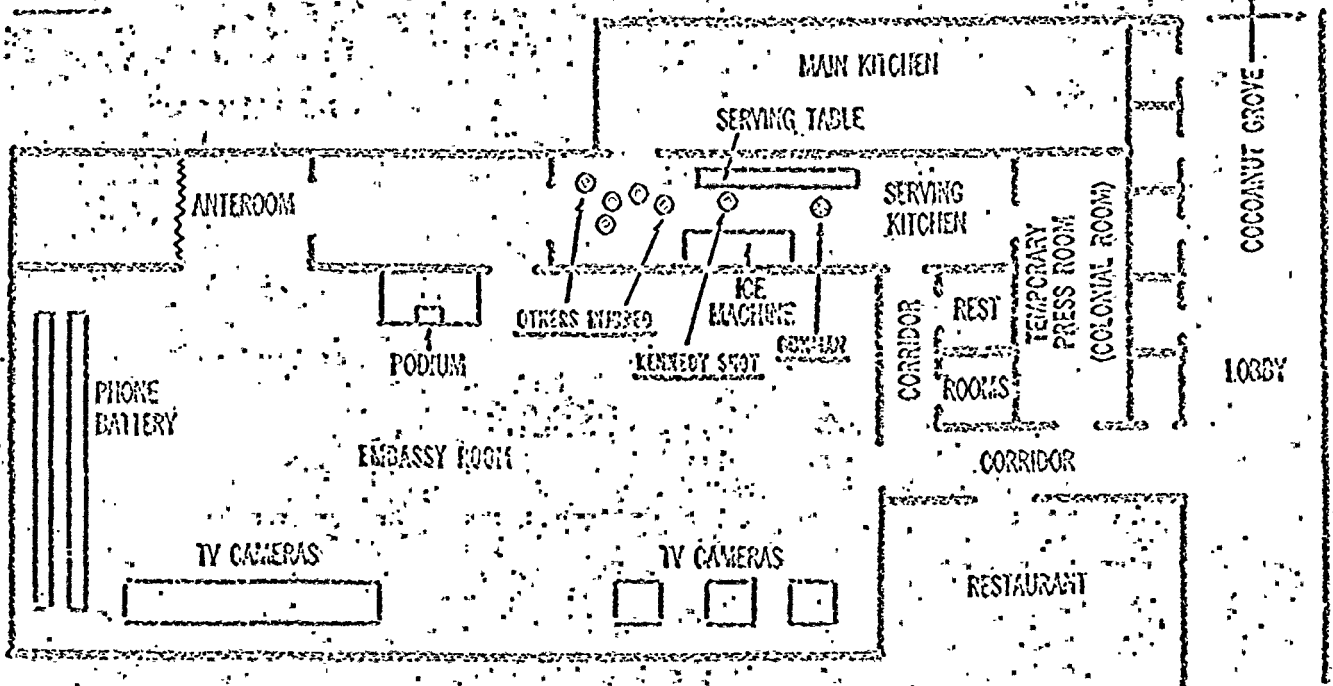 MAIN KITCHEN
SERVING TABLE
COCOANUT GROVE
ANTEROOM
SERVING
KITCHEN
TEMPORARY
PRESS ROOM
(COLONIAL ROOM)
ICE
MACHINE
OTHERS
PODIUM
KENNEDY SHOT
GUNMAN
CORRIDOR
REST
ROOMS
LOBBY
PHONE
BATTERY
EMBASSY ROOM
CORRIDOR
TV CAMERAS
TV CAMERAS
RESTAURANT